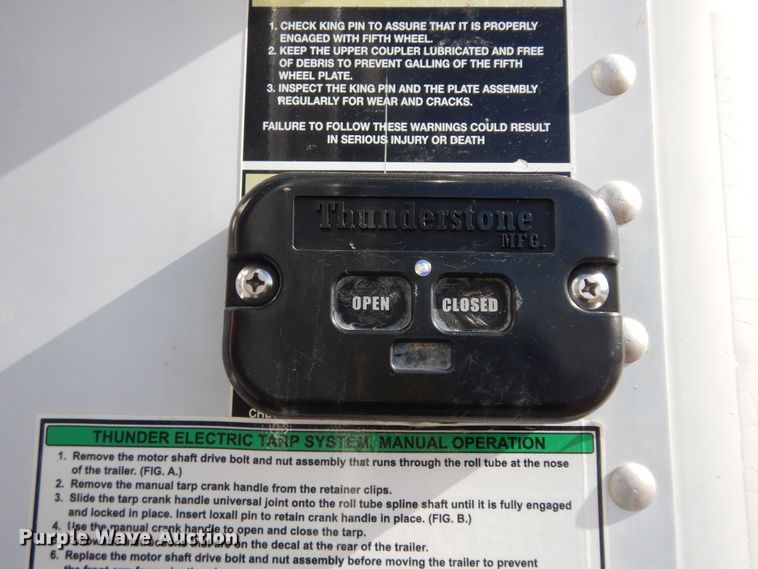 1. CHECK KING PIN TO ASSURE THAT IT IS PROPERLY
ENGAGED WITH FIFTH WHEEL.
2. KEEP THE UPPER COUPLER LUBRICATED AND FREE
OF DEBRIS TO PREVENT GALLING OF THE FIFTH
WHEEL PLATE.
3. INSPECT THE KING PIN AND THE PLATE ASSEMBLY
REGULARLY FOR WEAR AND CRACKS.
FAILURE TO FOLLOW THESE WARNINGS COULD RESULT
IN SERIOUS INJURY OR DEATH
Thunderstone
MFG.
OPEN CLOSED
THUNDER ELECTRIC TARP SYSTEM, MANUAL OPERATION
1. Remove the motor shaft drive bolt and nut assembly that runs through the roll tube at the nose
of the trailer. (FIG. A.)
2. Remove the manual tarp crank handle from the retainer clips.
3. Slide the tarp crank handle universal joint onto the roll tube spline shaft until it is fully engaged
and locked in place. Insert loxall pin to retain crank handle in place. (FIG. B.)
4. Use the manual crank handle to open and close the tarp.
are on the decal at the rear of the trailer.
6. Replace the motor shaft drive bolt and nut assembly before moving the trailer to prevent
Purple Wave Auction